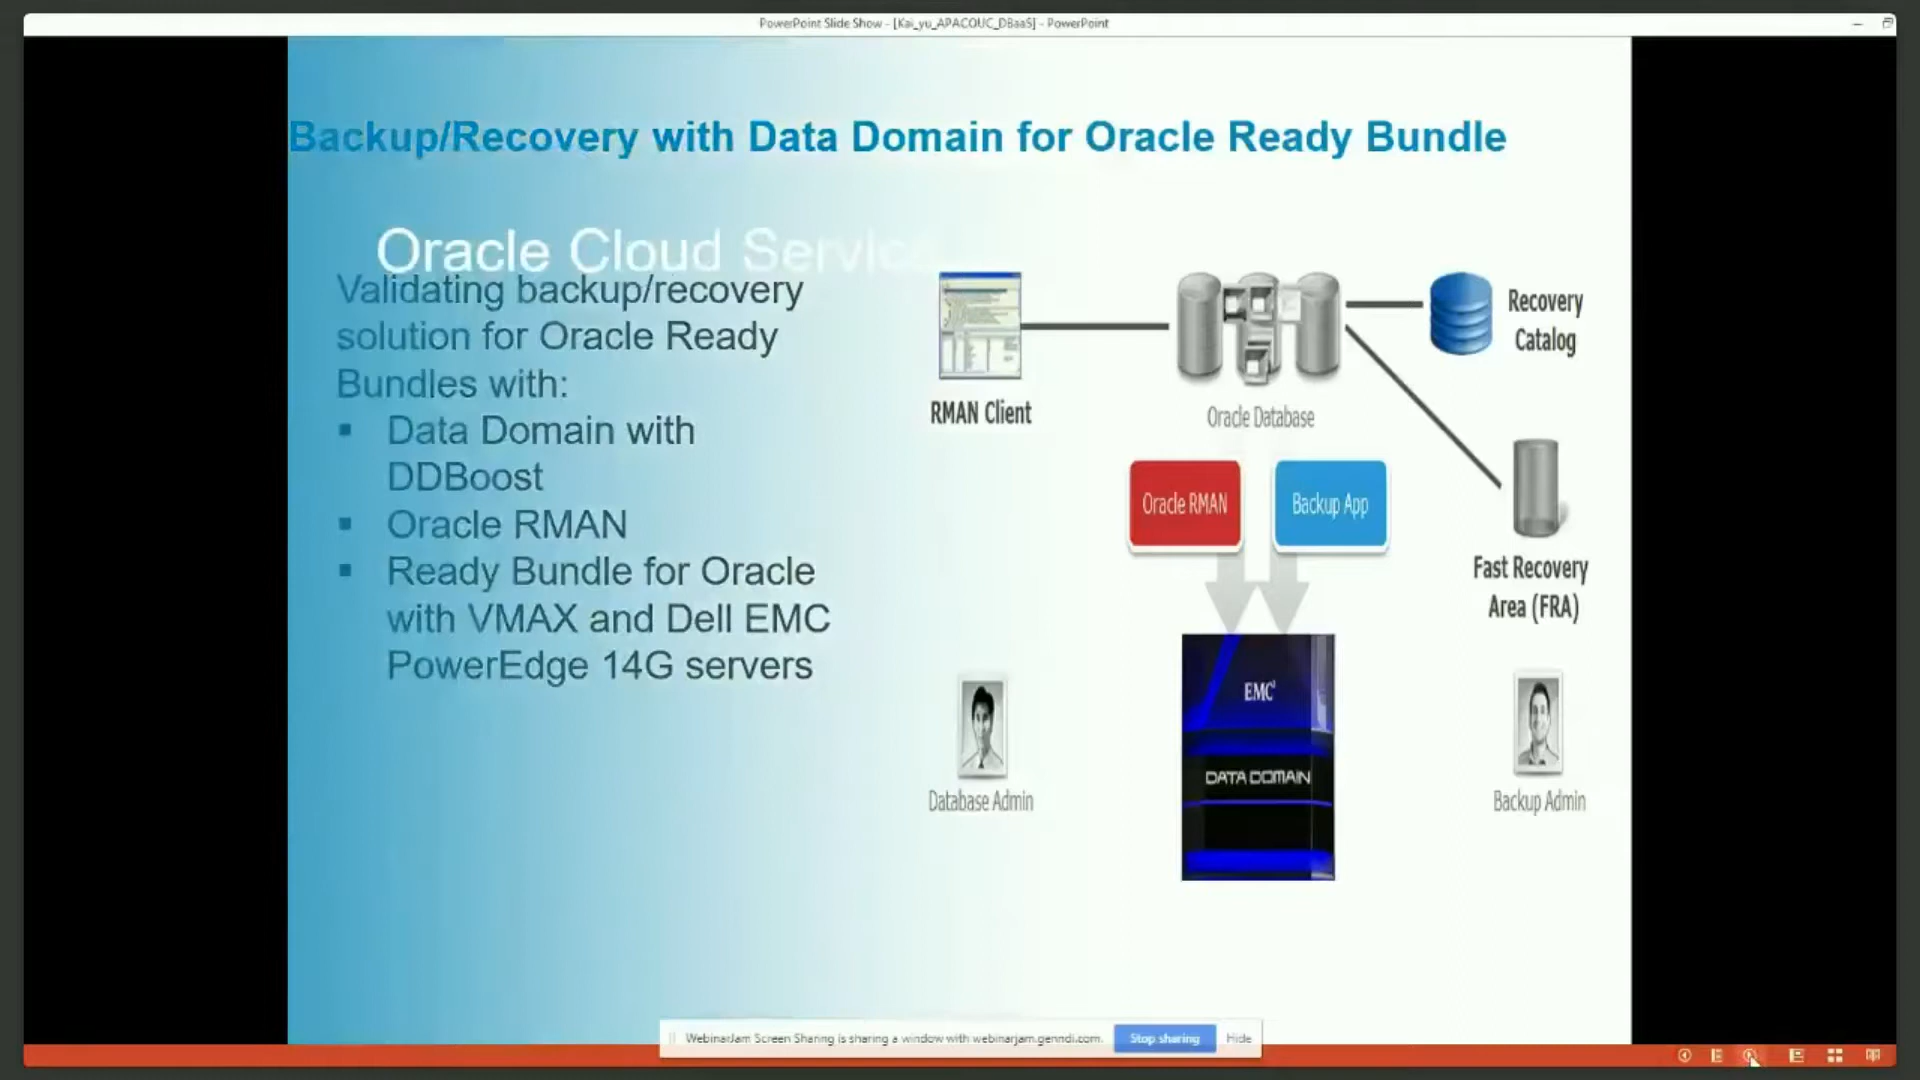 PowerPoint Slide Show - [Kai_yu_APACOUC_DBaaS] - PowerPoint
Backup/Recovery with Data Domain for Oracle Ready Bundle
Oracle Cloud Service
Validating backup/recovery
solution for Oracle Ready
Bundles with:
▪ Data Domain with
DDBoost
▪ Oracle RMAN
▪ Ready Bundle for Oracle
with VMAX and Dell EMC
PowerEdge 14G servers
RMAN Client
Oracle Database
Recovery
Catalog
Oracle RMAN
Backup App
Fast Recovery
Area (FRA)
EMC²
DATA DOMAIN
Database Admin
Backup Admin
WebinarJam Screen Sharing is sharing a window with webinarjam.genndi.com.
Stop sharing
Hide